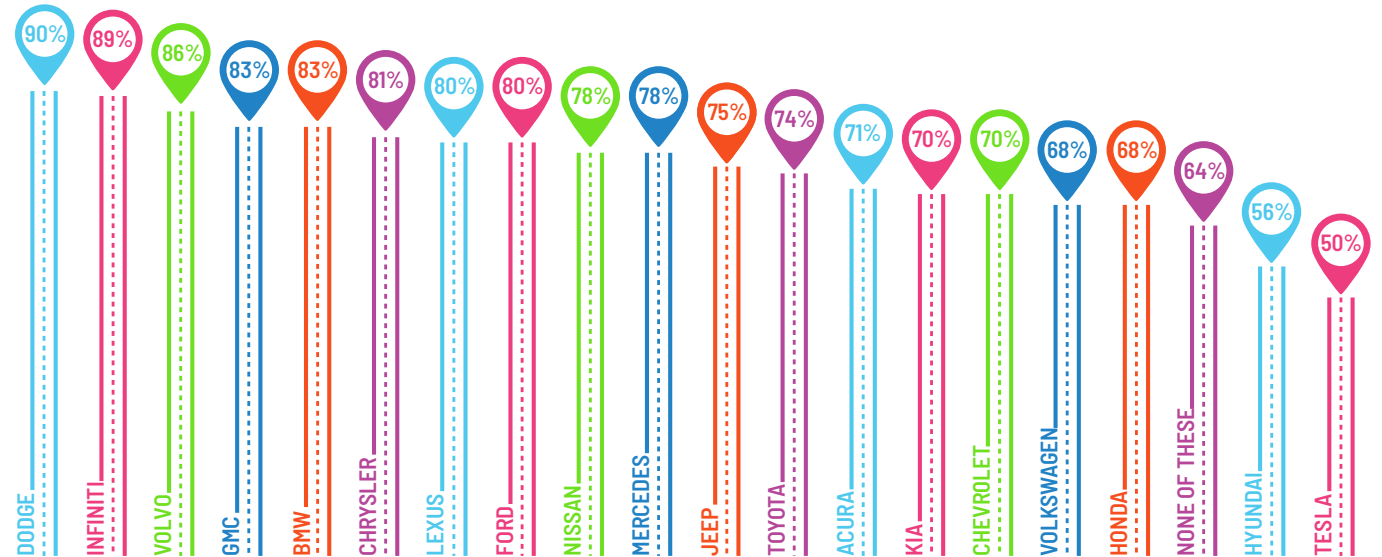 90%
89%
86%
83%
83%
81%
80%
80%
78%
78%
75%
74%
71%
70%
70%
68%
68%
64%
56%
50%
DODGE
INFINITI
VOLVO
GMC
BMW
CHRYSLER
LEXUS
FORD
NISSAN
MERCEDES
JEEP
TOYOTA
ACURA
KIA
CHEVROLET
VOLKSWAGEN
HONDA
NONE OF THESE
HYUNDAI
TESLA